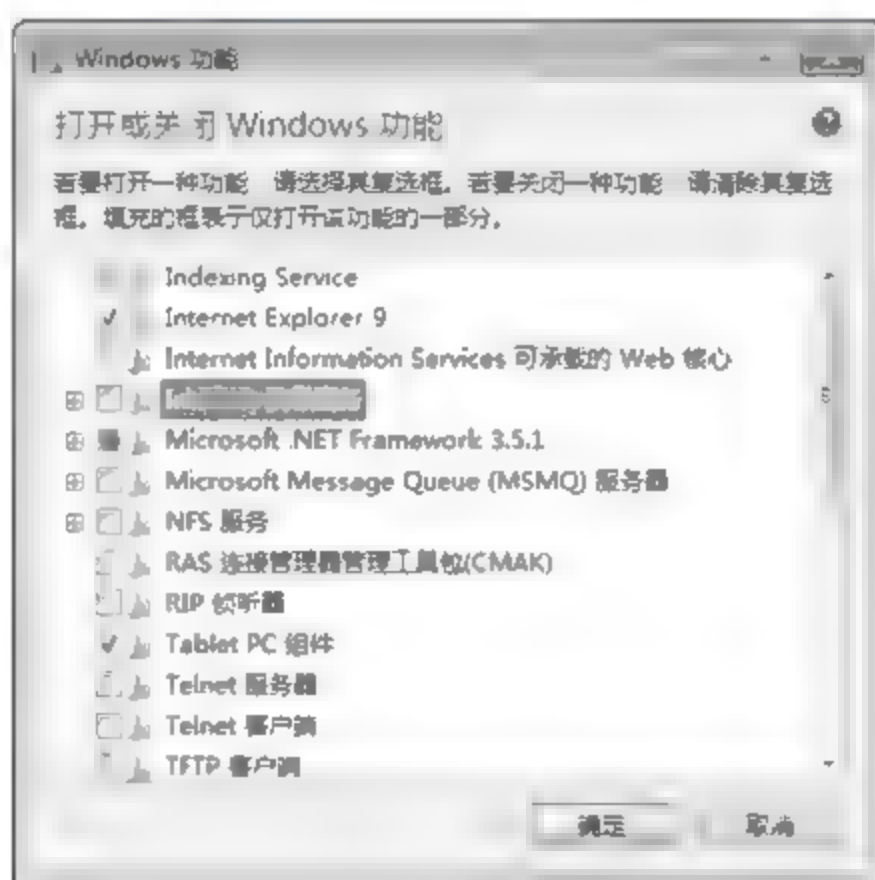 Windows 功能
打开或关闭 Windows 功能
若要打开一种功能 请选择其复选框。若要关闭一种功能 请清除其复选
框。填充的框表示仅打开该功能的一部分。
Indexing Service
Internet Explorer 9
Internet Information Services 可承载的 Web 核心
Microsoft .NET Framework 3.5.1
Microsoft Message Queue (MSMQ) 服务器
NFS 服务
RAS 连接管理器管理工具包(CMAK)
RIP 侦听器
Tablet PC 组件
Telnet 服务器
Telnet 客户端
TFTP 客户端
确定 取消